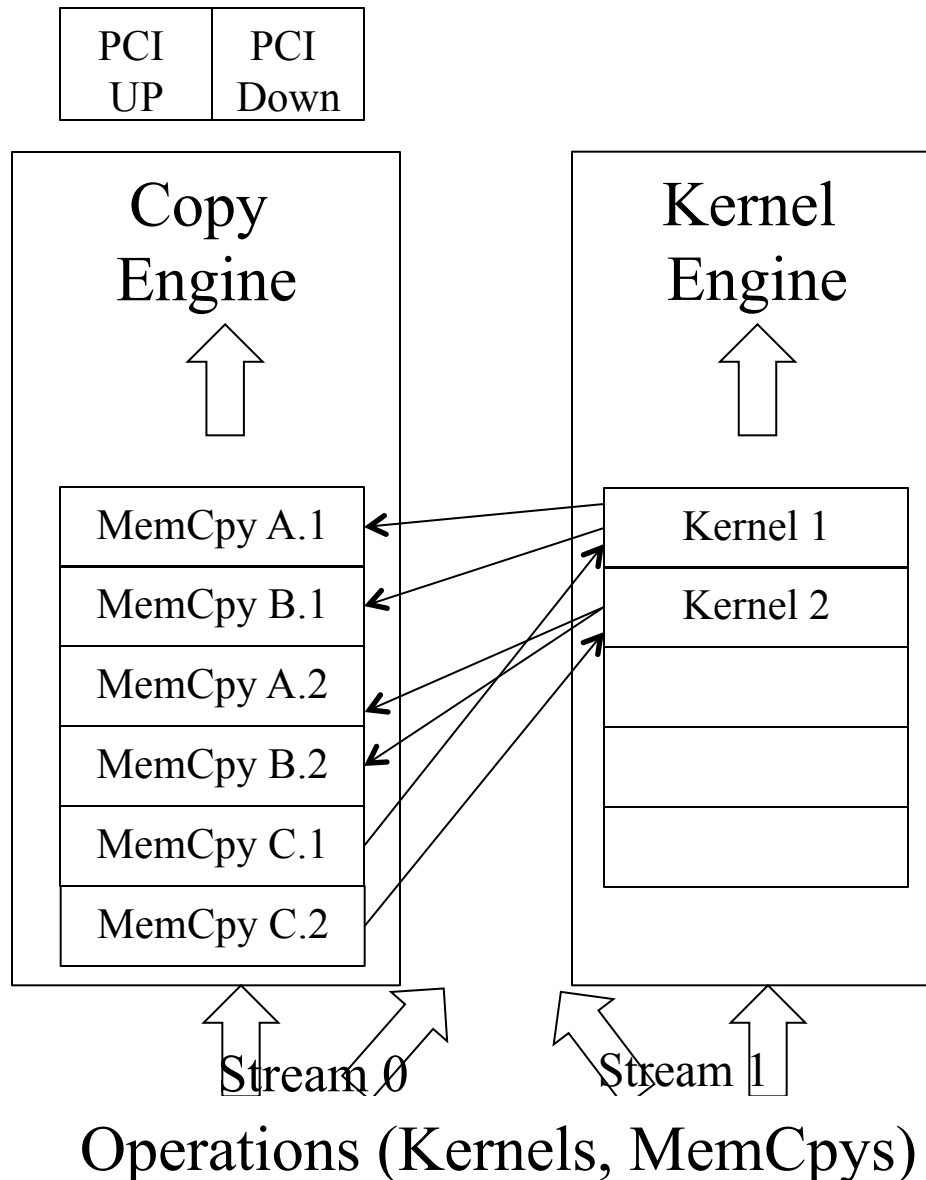 PCI
UP
PCI
Down
Copy
Engine
Kernel
Engine
MemCpy A.1
MemCpy B.1
MemCpy A.2
MemCpy B.2
MemCpy C.1
MemCpy C.2
Kernel 1
Kernel 2
Stream 0
Stream 1
Operations (Kernels, MemCpys)